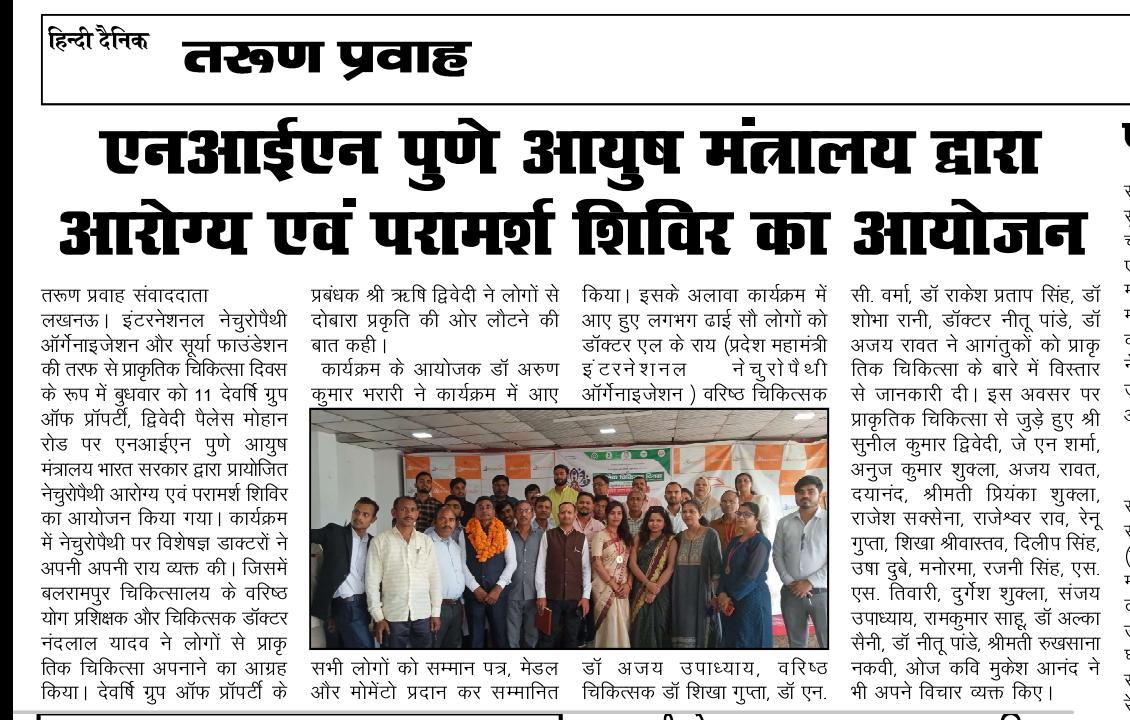 हिन्दी दैनिक
तरूण प्रवाह
एनआईएन पुणे आयुष मंत्रालय द्वारा
आरोग्य एवं परामर्श शिविर का आयोजन
तरूण प्रवाह संवाददाता
लखनऊ। इंटरनेशनल नेचुरोपैथी
ऑर्गेनाइजेशन और सूर्या फाउंडेशन
की तरफ से प्राकृतिक चिकित्सा दिवस
के रूप में बुधवार को 11 देवर्षि ग्रुप
ऑफ प्रॉपर्टी, द्विवेदी पैलेस मोहान
रोड पर एनआईएन पुणे आयुष
मंत्रालय भारत सरकार द्वारा प्रायोजित
नेचुरोपैथी आरोग्य एवं परामर्श शिविर
का आयोजन किया गया। कार्यक्रम
में नेचुरोपैथी पर विशेषज्ञ डाक्टरों ने
अपनी अपनी राय व्यक्त की। जिसमें
बलरामपुर चिकित्सालय के वरिष्ठ
योग प्रशिक्षक और चिकित्सक डॉक्टर
नंदलाल यादव ने लोगों से प्राकृ
तिक चिकित्सा अपनाने का आग्रह
किया। देवर्षि ग्रुप ऑफ प्रॉपर्टी के
प्रबंधक श्री ऋषि द्विवेदी ने लोगों से
दोबारा प्रकृति की ओर लौटने की
बात कही।
कार्यक्रम के आयोजक डॉ अरुण
कुमार भरारी ने कार्यक्रम में आए
सभी लोगों को सम्मान पत्र, मेडल
और मोमेंटो प्रदान कर सम्मानित
किया। इसके अलावा कार्यक्रम में
आए हुए लगभग ढाई सौ लोगों को
डॉक्टर एल के राय (प्रदेश महामंत्री
इंटरनेशनल नेचुरोपैथी
ऑर्गेनाइजेशन ) वरिष्ठ चिकित्सक
डॉ अजय उपाध्याय, वरिष्ठ
चिकित्सक डॉ शिखा गुप्ता, डॉ एन.
सी. वर्मा, डॉ राकेश प्रताप सिंह, डॉ
शोभा रानी, डॉक्टर नीतू पांडे, डॉ
अजय रावत ने आगंतुकों को प्राकृ
तिक चिकित्सा के बारे में विस्तार
से जानकारी दी। इस अवसर पर
प्राकृतिक चिकित्सा से जुड़े हुए श्री
सुनील कुमार द्विवेदी, जे एन शर्मा,
अनुज कुमार शुक्ला, अजय रावत,
दयानंद, श्रीमती प्रियंका शुक्ला,
राजेश सक्सेना, राजेश्वर राव, रेनू
गुप्ता, शिखा श्रीवास्तव, दिलीप सिंह,
उषा दुबे, मनोरमा, रजनी सिंह, एस.
एस. तिवारी, दुर्गेश शुक्ला, संजय
उपाध्याय, रामकुमार साहू, डॉ अल्का
सैनी, डॉ नीतू पांडे, श्रीमती रुखसाना
नकवी, ओज कवि मुकेश आनंद ने
भी अपने विचार व्यक्त किए।